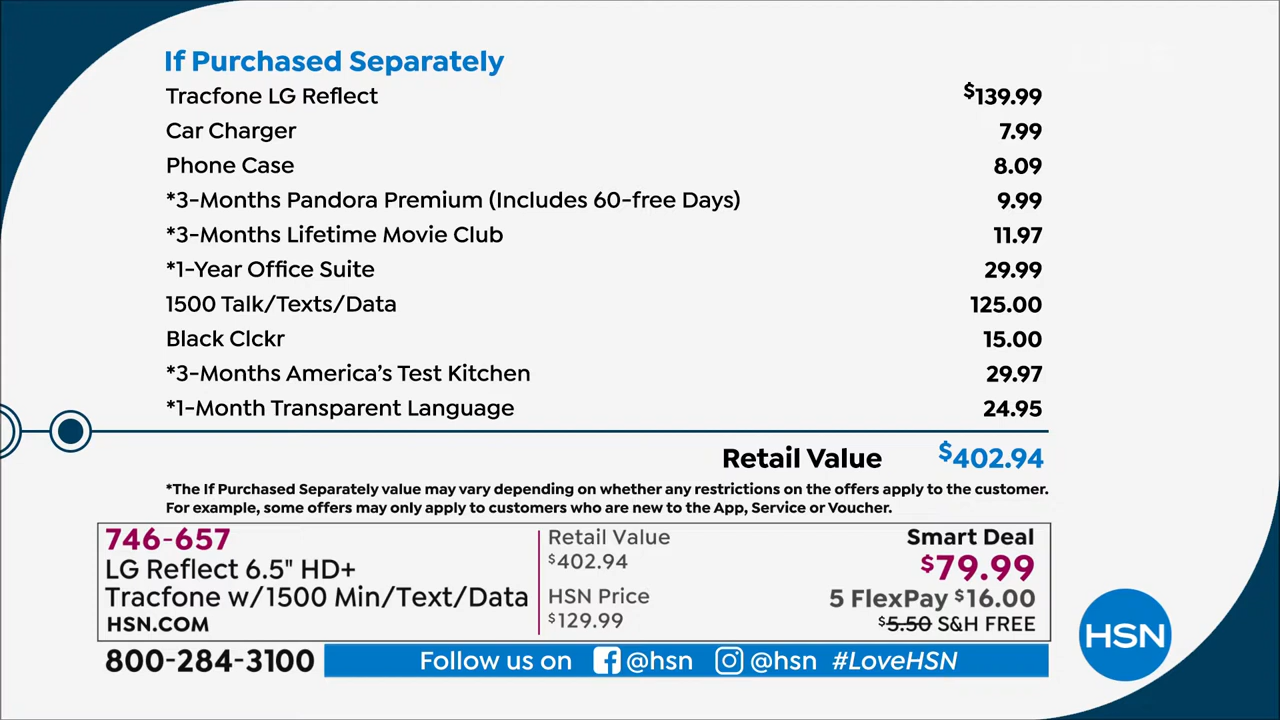 If Purchased Separately
Tracfone LG Reflect $139.99
Car Charger 7.99
Phone Case 8.09
*3-Months Pandora Premium (Includes 60-free Days) 9.99
*3-Months Lifetime Movie Club 11.97
*1-Year Office Suite 29.99
1500 Talk/Texts/Data 125.00
Black Clckr 15.00
*3-Months America's Test Kitchen 29.97
*1-Month Transparent Language 24.95
Retail Value $402.94
*The If Purchased Separately value may vary depending on whether any restrictions on the offers apply to the customer.
For example, some offers may only apply to customers who are new to the App, Service or Voucher.
746-657
LG Reflect 6.5" HD+
Tracfone w/1500 Min/Text/Data
HSN.COM
Retail Value
$402.94
HSN Price
$129.99
Smart Deal
$79.99
5 FlexPay $16.00
$5.50 S&H FREE
HSN
800-284-3100
Follow us on @hsn @hsn #LoveHSN